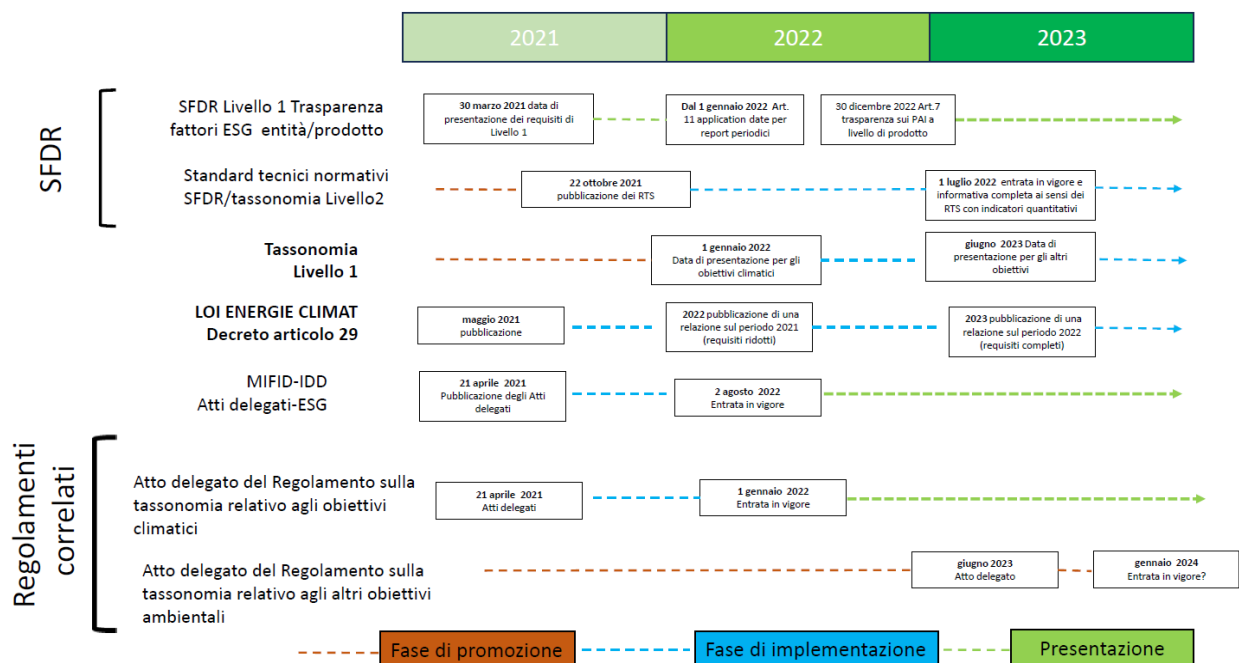 2021
2022
2023
SFDR
SFDR Livello 1 Trasparenza
fattori ESG entità/prodotto
30 marzo 2021 data di
presentazione dei requisiti di
Livello 1
Dal 1 gennaio 2022 Art.
11 application date per
report periodici
30 dicembre 2022 Art.7
trasparenza sui PAI a
livello di prodotto
Standard tecnici normativi
SFDR/tassonomia Livello2
22 ottobre 2021
pubblicazione dei RTS
1 luglio 2022 entrata in vigore e
informativa completa ai sensi dei
RTS con indicatori quantitativi
Tassonomia
Livello 1
1 gennaio 2022
Data di presentazione per gli
obiettivi climatici
giugno 2023 Data di
presentazione per gli altri
obiettivi
LOI ENERGIE CLIMAT
Decreto articolo 29
maggio 2021
pubblicazione
2022 pubblicazione di una
relazione sul periodo 2021
(requisiti ridotti)
2023 pubblicazione di una
relazione sul periodo 2022
(requisiti completi)
MIFID-IDD
Atti delegati-ESG
21 aprile 2021
Pubblicazione degli Atti
delegati
2 agosto 2022
Entrata in vigore
Regolamenti
correlati
Atto delegato del Regolamento sulla
tassonomia relativo agli obiettivi
climatici
21 aprile 2021
Atti delegati
1 gennaio 2022
Entrata in vigore
Atto delegato del Regolamento sulla
tassonomia relativo agli altri obiettivi
ambientali
giugno 2023
Atto delegato
gennaio 2024
Entrata in vigore?
Fase di promozione
Fase di implementazione
Presentazione